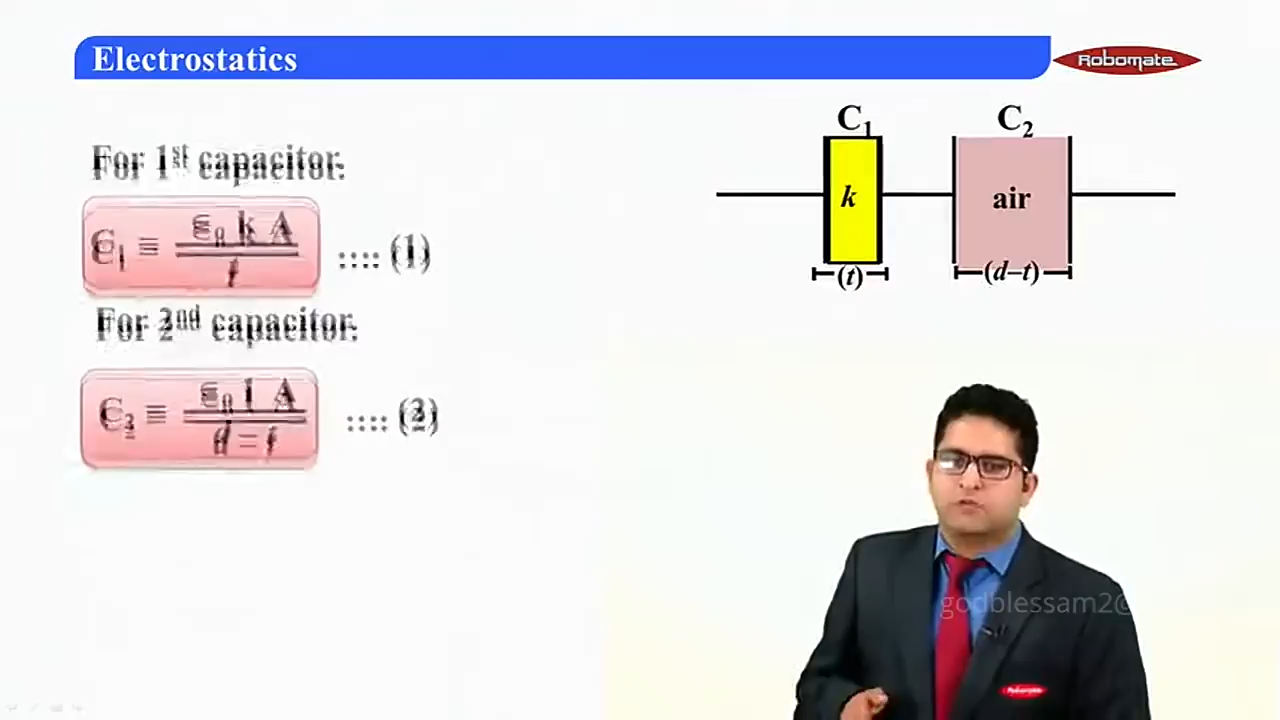 Electrostatics
Robomate
For 1st capacitor.
C1 = ε0 k A / t .... (1)
For 2nd capacitor.
C2 = ε0 1 A / d – t .... (2)
C1
C2
k
air
(t)
(d–t)
godblessam2@
Robomate